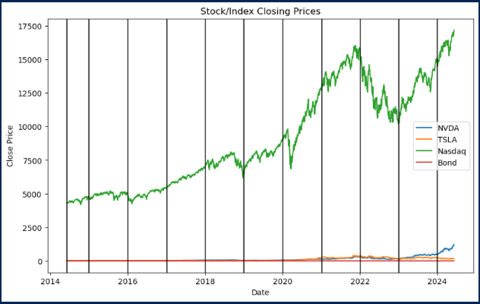 Stock/Index Closing Prices
17500
15000
12500
10000
7500
5000
2500
0
Close Price
NVDA
TSLA
Nasdaq
Bond
2014
2016
2018
2020
2022
2024
Date